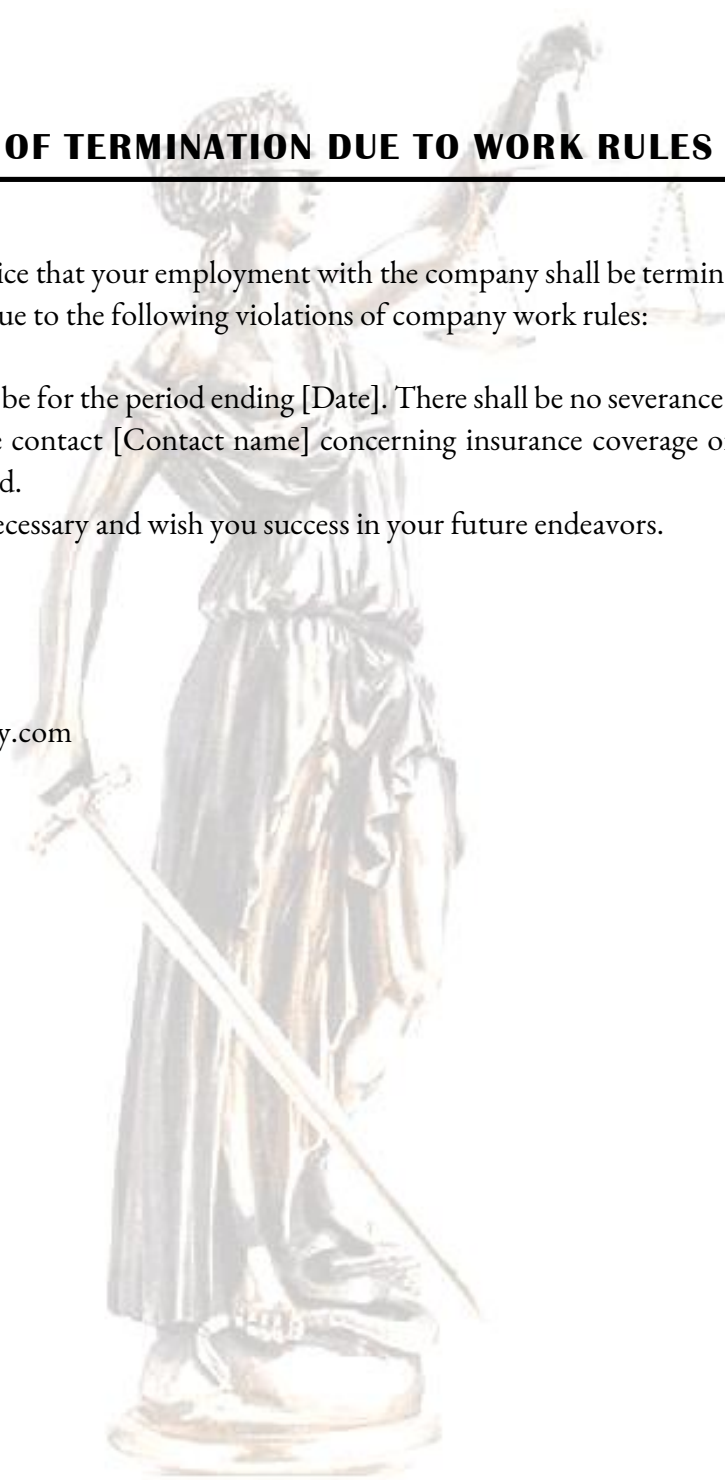 OF TERMINATION DUE TO WORK RULES
ice that your employment with the company shall be termin
ue to the following violations of company work rules:
be for the period ending [Date]. There shall be no severance
e contact [Contact name] concerning insurance coverage o
d.
ecessary and wish you success in your future endeavors.
y.com